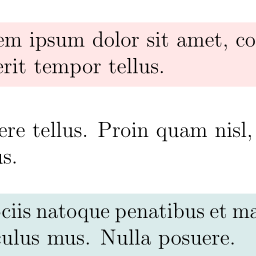 em ipsum dolor sit amet, co
erit tempor tellus.
ere tellus. Proin quam nisl,
us.
ciis natoque penatibus et ma
culus mus. Nulla posuere.